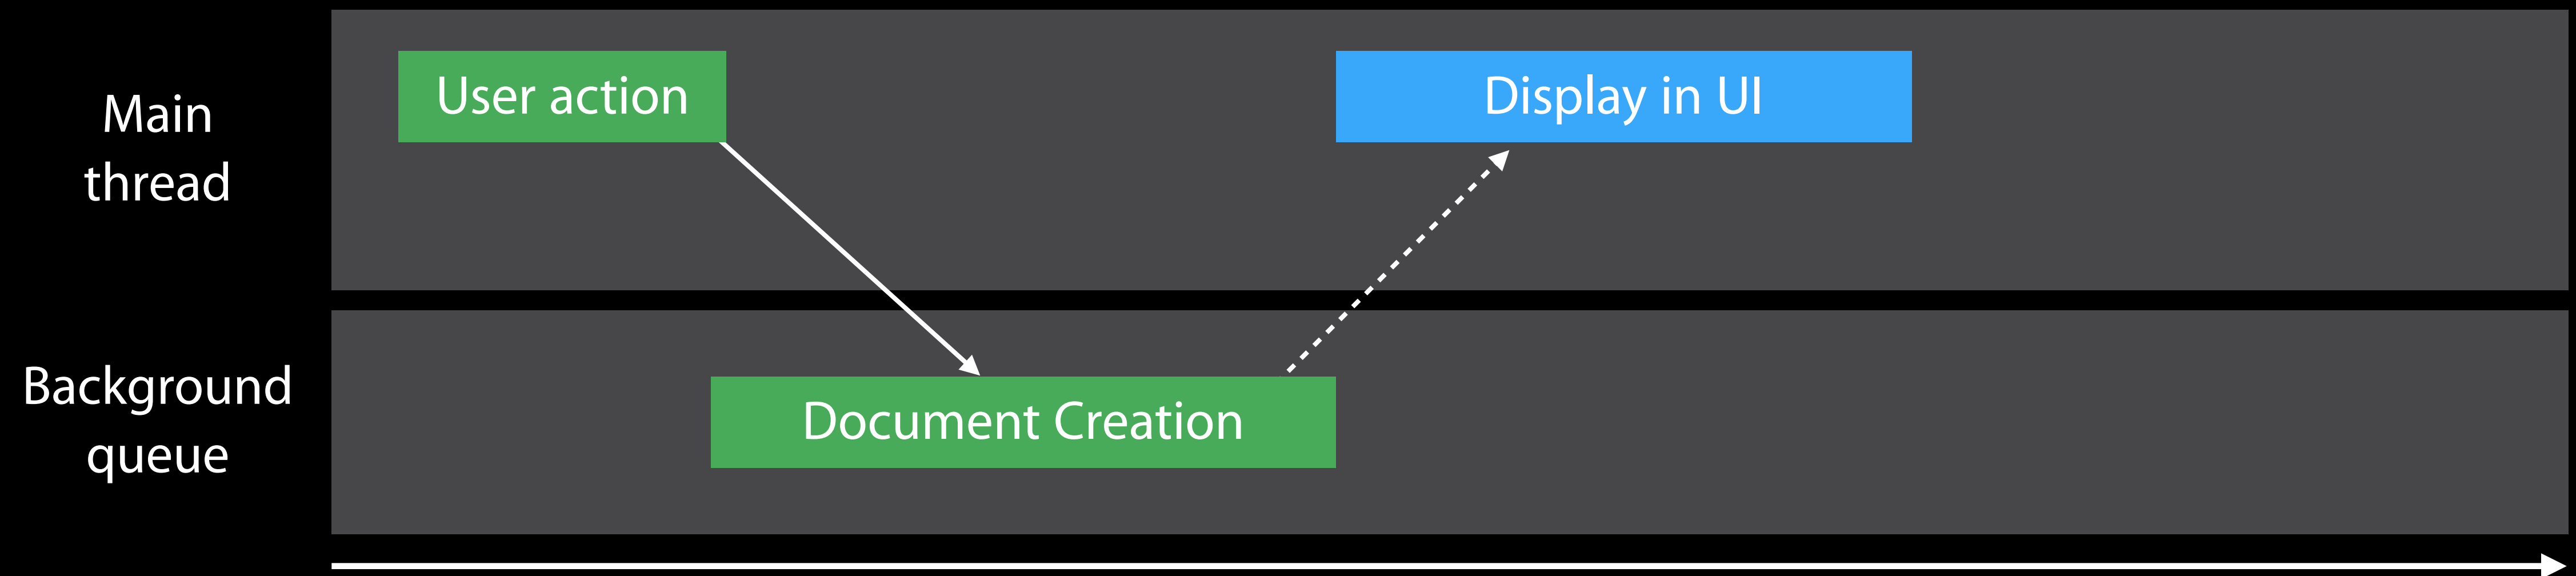 Main
thread
User action
Display in UI
Background
queue
Document Creation